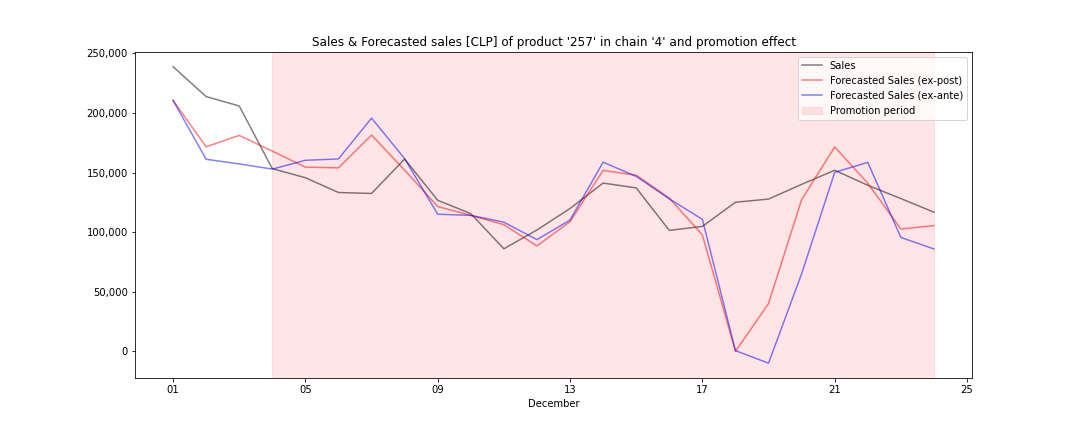 Sales & Forecasted sales [CLP] of product '257' in chain '4' and promotion effect
250,000
200,000
150,000
100,000
50,000
0
Sales
Forecasted Sales (ex-post)
Forecasted Sales (ex-ante)
Promotion period
01 05 09 13 17 21 25
December